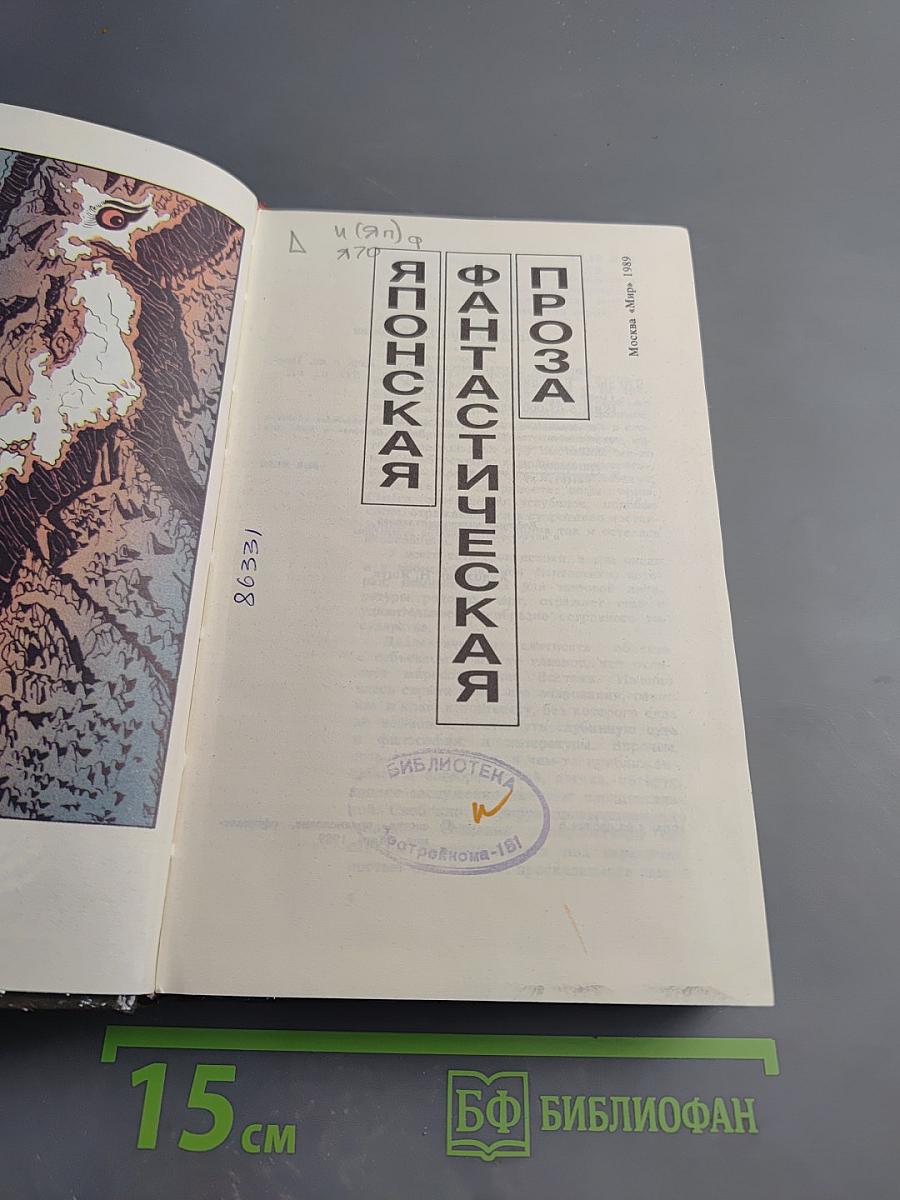 и (Яп) ф
я70
ЯПОНСКАЯ
ФАНТАСТИЧЕСКАЯ
ПРОЗА
Москва «Мир» 1989
86331
БИБЛИОТЕКА
15 см
БФ БИБЛИОФАН